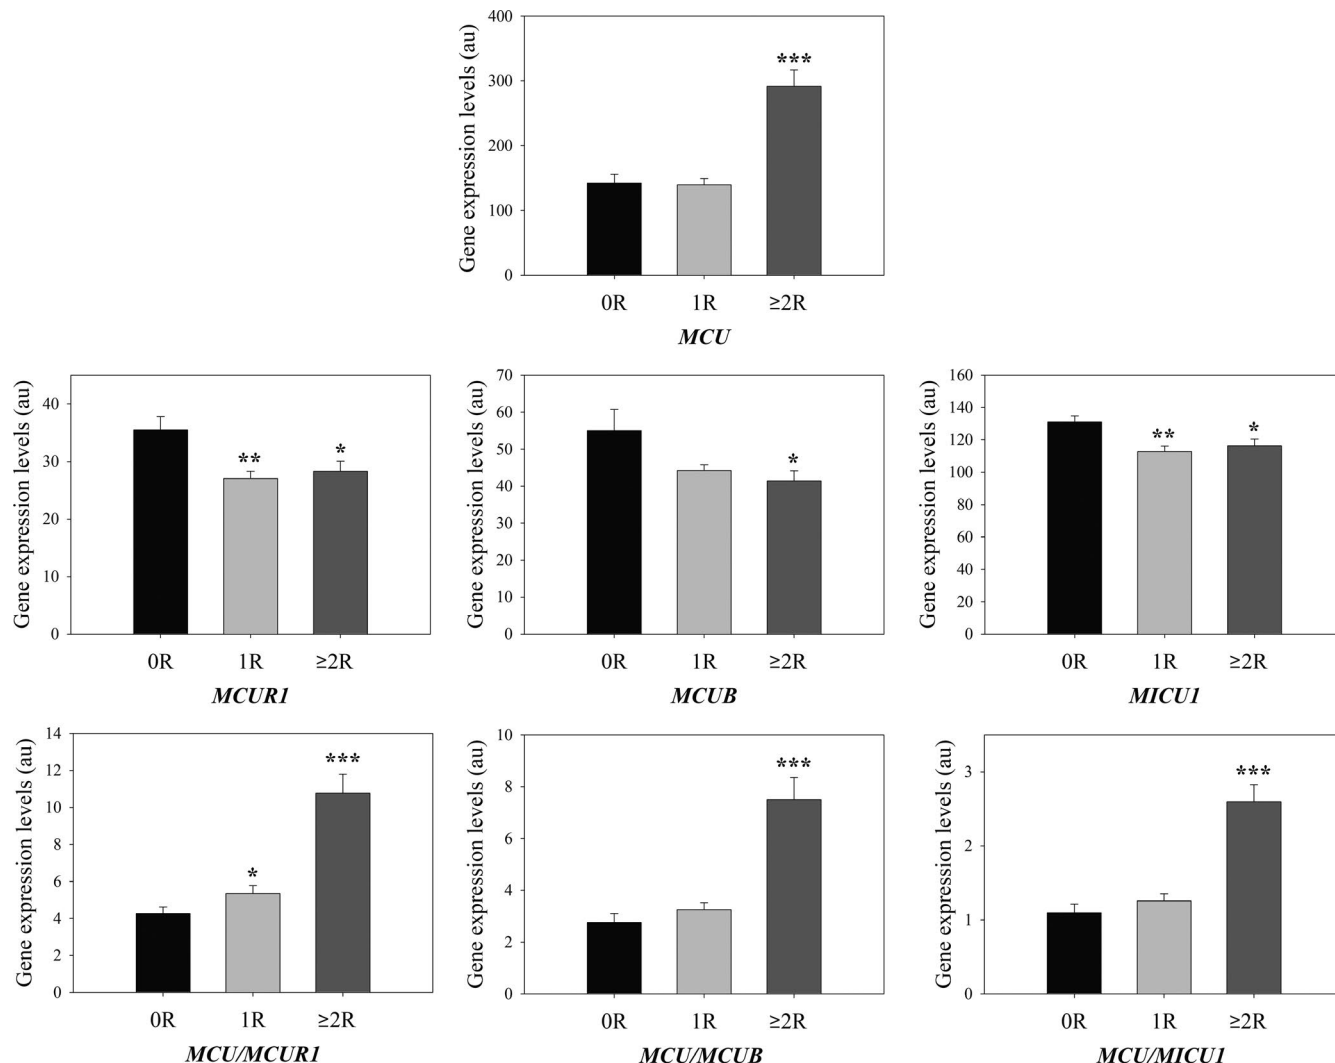 Gene expression levels (au)
400
300
200
100
0
***
0R 1R ≥2R
MCU
Gene expression levels (au)
40
30
20
10
0
** *
0R 1R ≥2R
MCUR1
Gene expression levels (au)
70
60
50
40
30
20
10
0
*
0R 1R ≥2R
MCUB
Gene expression levels (au)
160
140
120
100
80
60
40
20
0
** *
0R 1R ≥2R
MICU1
Gene expression levels (au)
14
12
10
8
6
4
2
0
* ***
0R 1R ≥2R
MCU/MCUR1
Gene expression levels (au)
10
8
6
4
2
0
***
0R 1R ≥2R
MCU/MCUB
Gene expression levels (au)
3
2
1
0
***
0R 1R ≥2R
MCU/MICU1